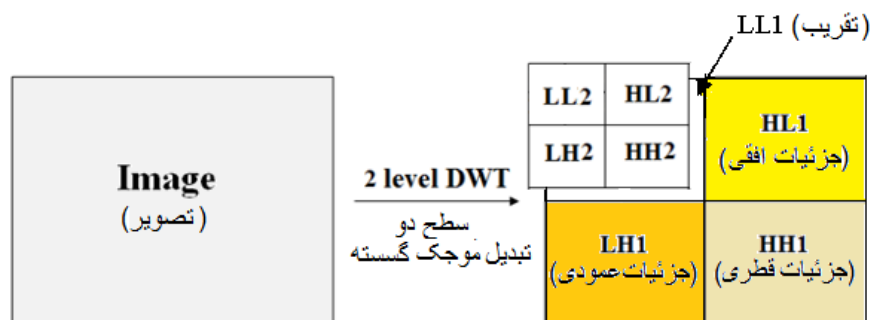 LL1 (تقریب)
Image
(تصویر)
2 level DWT
سطح دو
تبدیل موجک گسسته
LL2 HL2
LH2 HH2
HL1
(جزئیات افقی)
LH1
(جزئیات عمودی)
HH1
(جزئیات قطری)